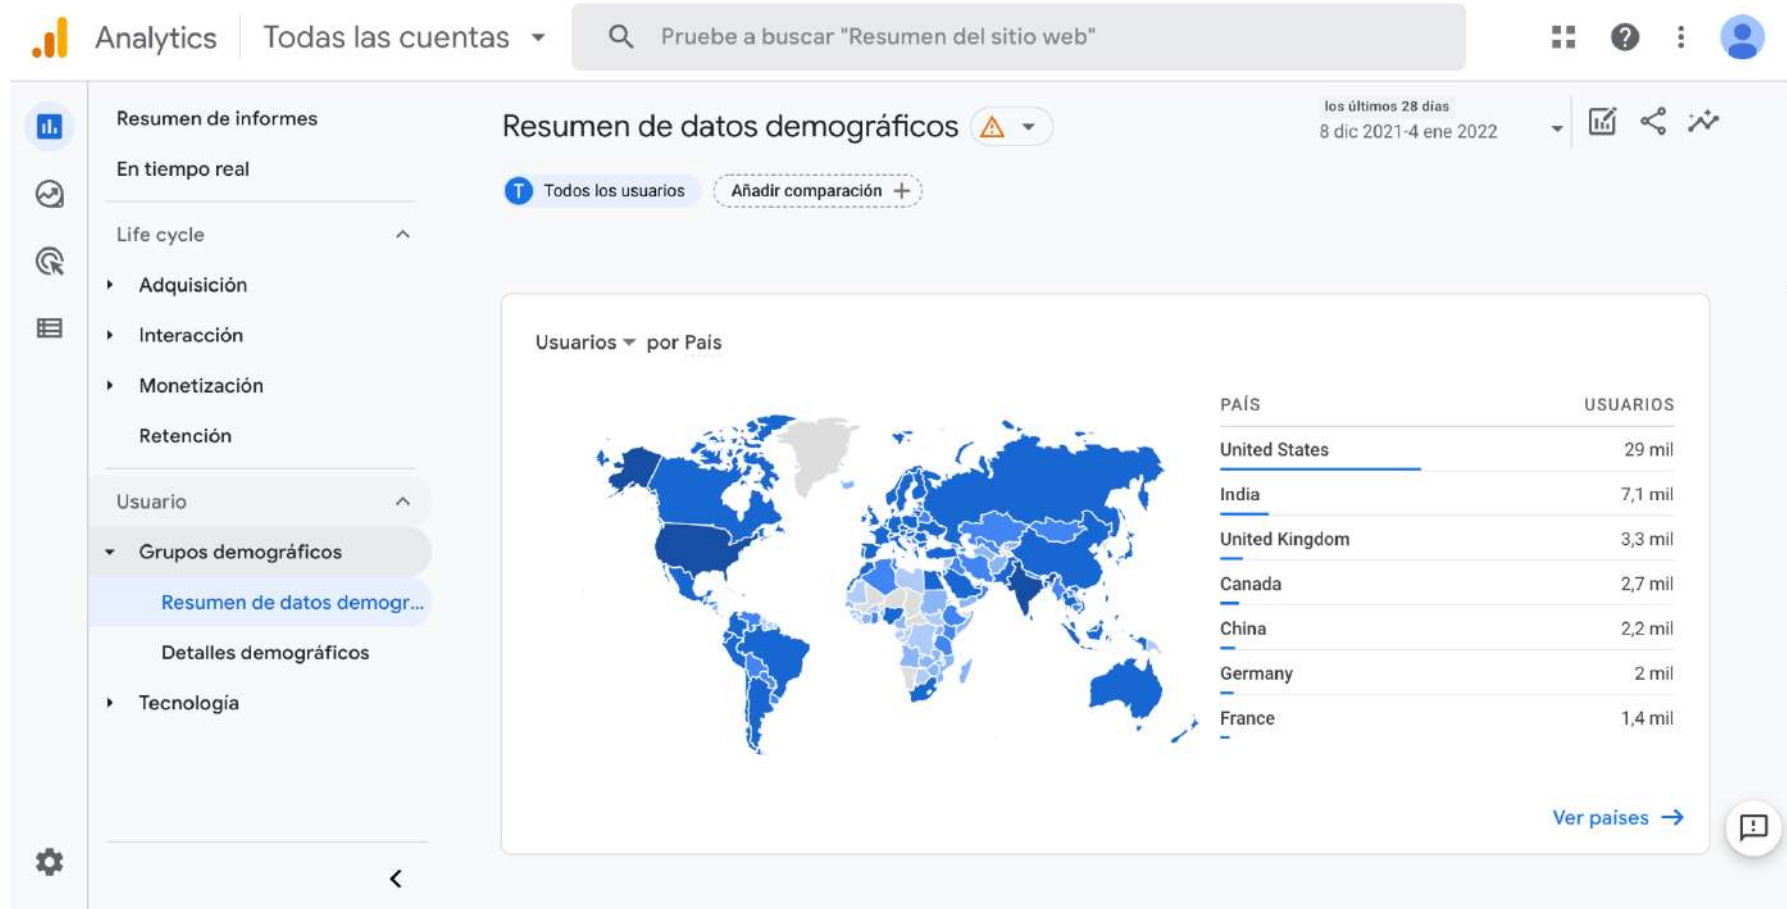 Analytics
Todas las cuentas
Pruebe a buscar "Resumen del sitio web"
Resumen de informes
En tiempo real
Life cycle
Adquisición
Interacción
Monetización
Retención
Usuario
Grupos demográficos
Resumen de datos demogr...
Detalles demográficos
Tecnología
Resumen de datos demográficos
los últimos 28 días
8 dic 2021-4 ene 2022
T Todos los usuarios
Añadir comparación +
Usuarios por País
PAÍS USUARIOS
United States 29 mil
India 7,1 mil
United Kingdom 3,3 mil
Canada 2,7 mil
China 2,2 mil
Germany 2 mil
France 1,4 mil
Ver países →